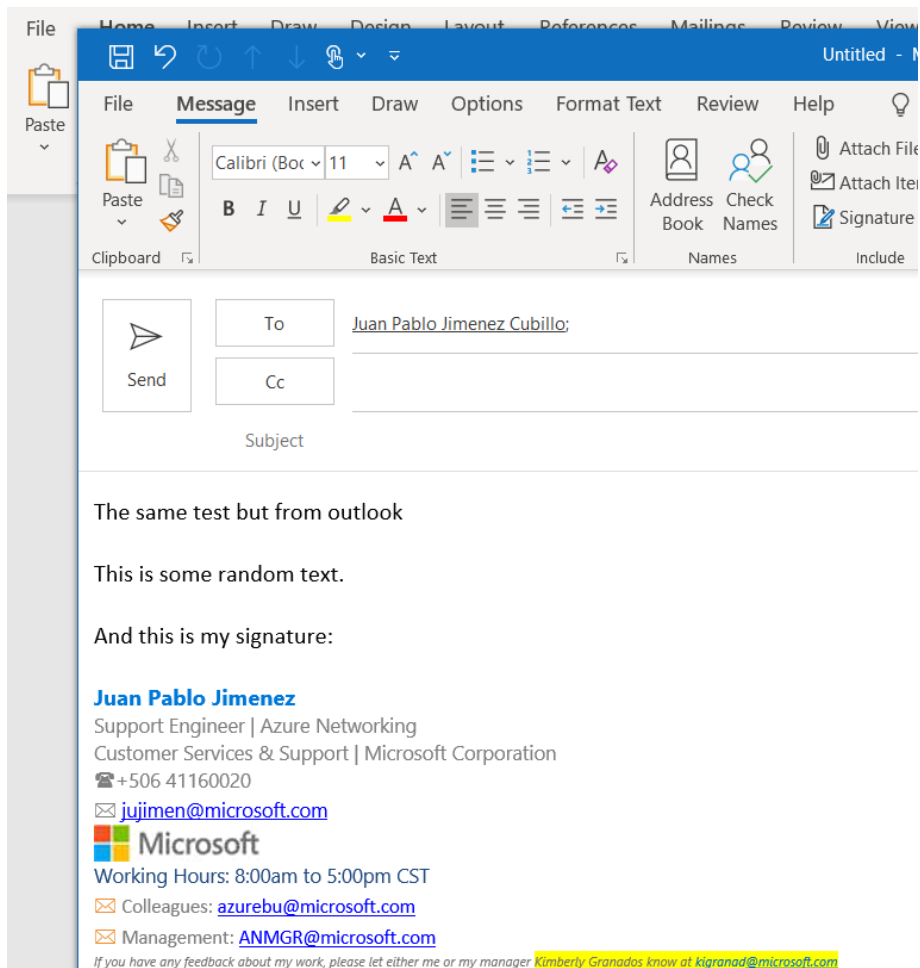 File Home Insert Draw Design Layout References Mailings Review View
Untitled -
Paste
File Message Insert Draw Options Format Text Review Help
Calibri (Boc 11
Attach File
Paste
Address Check
Attach Iter
B I U
Book Names
Signature
Clipboard Basic Text Names Include
To Juan Pablo Jimenez Cubillo;
Send
Cc
Subject
The same test but from outlook
This is some random text.
And this is my signature:
Juan Pablo Jimenez
Support Engineer | Azure Networking
Customer Services & Support | Microsoft Corporation
☎+506 41160020
✉ jujimen@microsoft.com
Microsoft
Working Hours: 8:00am to 5:00pm CST
✉ Colleagues: azurebu@microsoft.com
✉ Management: ANMGR@microsoft.com
If you have any feedback about my work, please let either me or my manager Kimberly Granados know at kigranad@microsoft.com